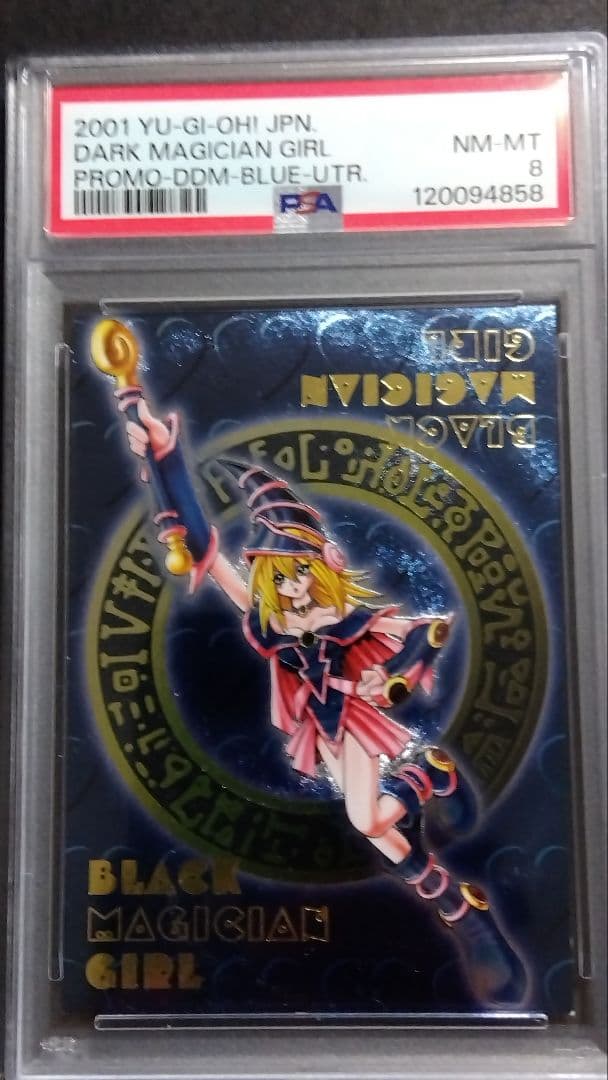 2001 YU-GI-OH! JPN.
DARK MAGICIAN GIRL
PROMO-DDM-BLUE-UTR.
NM-MT
8
120094858
PSA
BLACK
MAGICIAN
GIRL
BLACK
MAGICIAN
GIRL